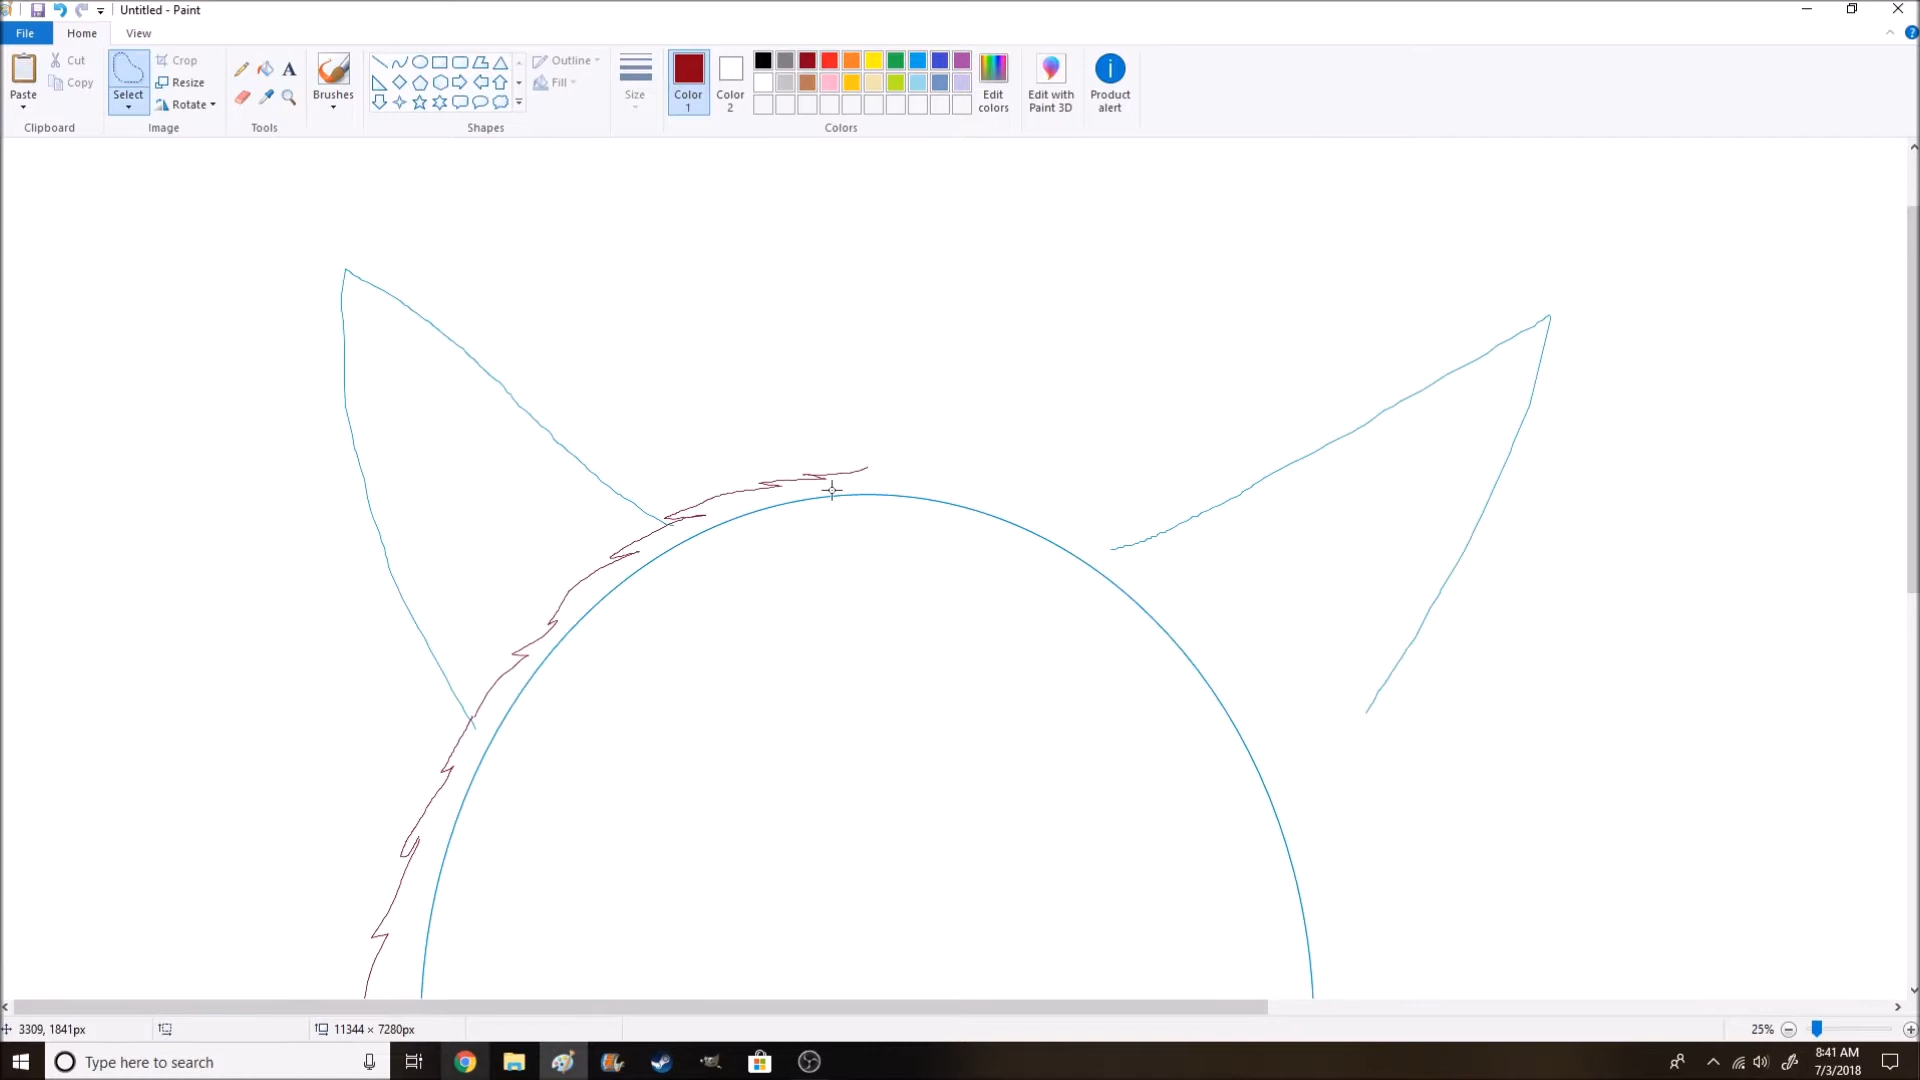 Untitled - Paint
File Home View
Paste
Cut
Copy
Clipboard
Select
Crop
Resize
Rotate
Image
A
Tools
Brushes
Outline
Fill
Shapes
Size
Color 1
Color 2
Edit colors
Colors
Edit with Paint 3D
Product alert
3309, 1841px
11344 × 7280px
25%
Type here to search
8:41 AM
7/3/2018